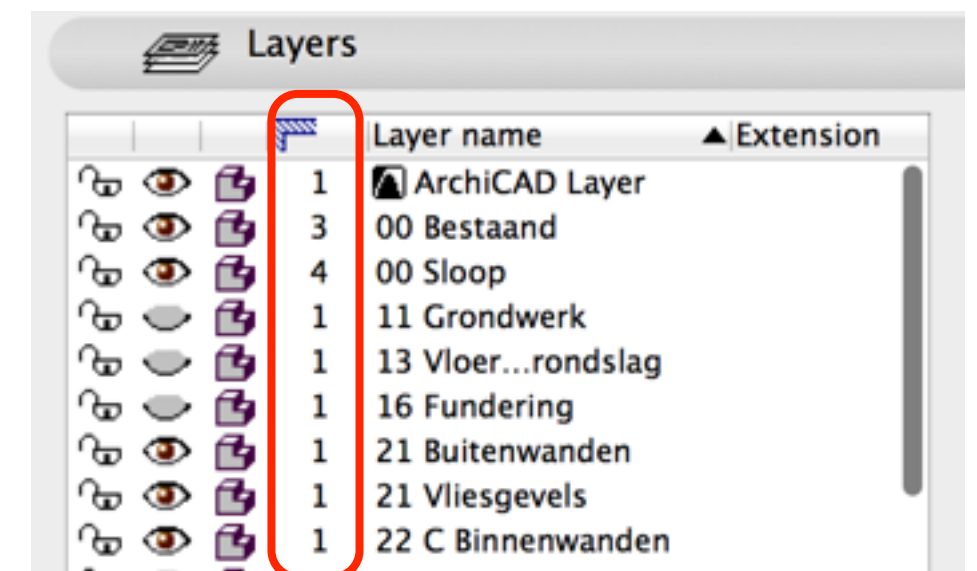 Layers
Layer name ▲ Extension
1 ArchiCAD Layer
3 00 Bestaand
4 00 Sloop
1 11 Grondwerk
1 13 Vloer...rondslag
1 16 Fundering
1 21 Buitenwanden
1 21 Vliesgevels
1 22 C Binnenwanden